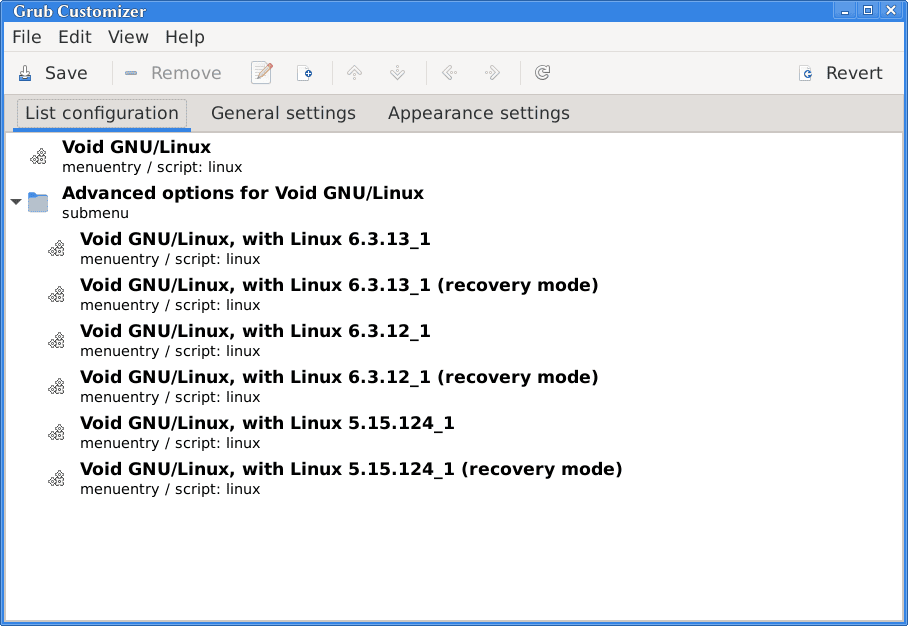 Grub Customizer
File Edit View Help
Save Remove Revert
List configuration General settings Appearance settings
Void GNU/Linux
menuentry / script: linux
Advanced options for Void GNU/Linux
submenu
Void GNU/Linux, with Linux 6.3.13_1
menuentry / script: linux
Void GNU/Linux, with Linux 6.3.13_1 (recovery mode)
menuentry / script: linux
Void GNU/Linux, with Linux 6.3.12_1
menuentry / script: linux
Void GNU/Linux, with Linux 6.3.12_1 (recovery mode)
menuentry / script: linux
Void GNU/Linux, with Linux 5.15.124_1
menuentry / script: linux
Void GNU/Linux, with Linux 5.15.124_1 (recovery mode)
menuentry / script: linux